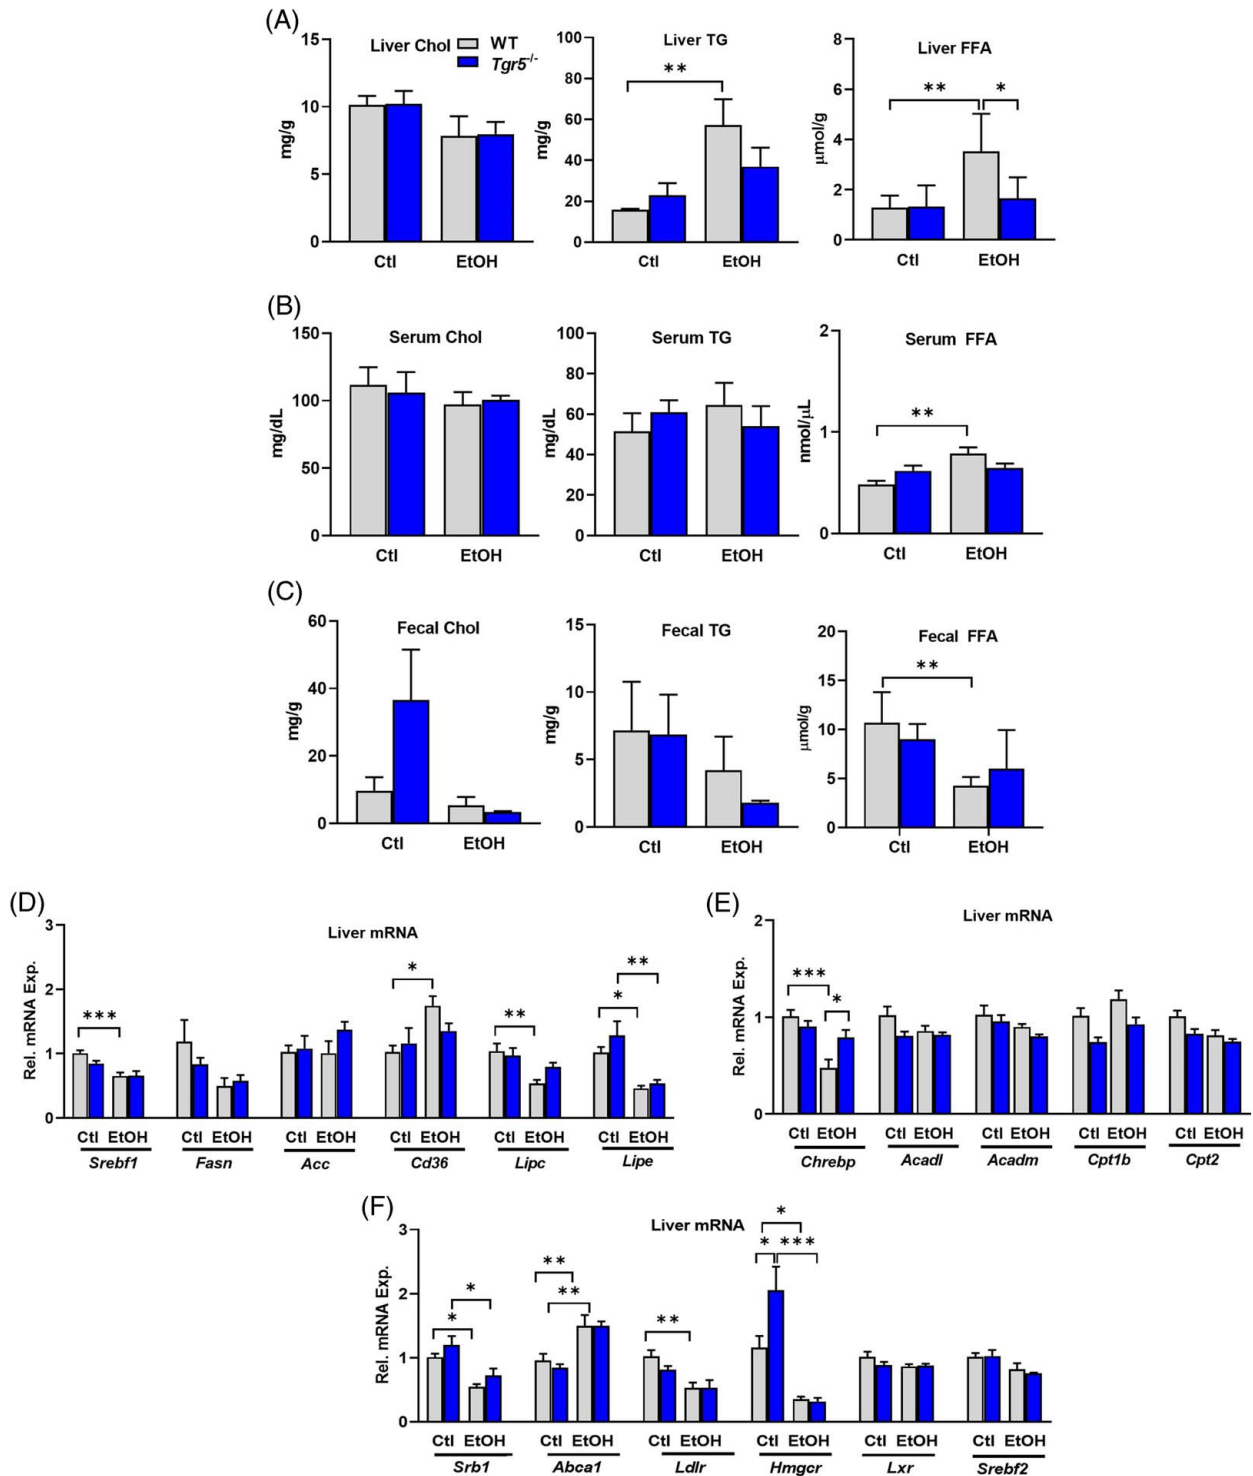 (A)
Liver Chol
WT
Tgr5-/-
mg/g
15
10
5
0
Ctl EtOH
Liver TG
**
mg/g
100
80
60
40
20
0
Ctl EtOH
Liver FFA
** *
μmol/g
8
6
4
2
0
Ctl EtOH
(B)
Serum Chol
mg/dL
150
100
50
0
Ctl EtOH
Serum TG
mg/dL
100
80
60
40
20
0
Ctl EtOH
Serum FFA
**
nmol/μL
2
1
0
Ctl EtOH
(C)
Fecal Chol
mg/g
60
40
20
0
Ctl EtOH
Fecal TG
mg/g
15
10
5
0
Ctl EtOH
Fecal FFA
**
μmol/g
20
15
10
5
0
Ctl EtOH
(D)
Liver mRNA
Rel. mRNA Exp.
3
2
1
0
*** * ** * **
Ctl EtOH Ctl EtOH Ctl EtOH Ctl EtOH Ctl EtOH Ctl EtOH
Srebf1 Fasn Acc Cd36 Lipc Lipe
(E)
Liver mRNA
Rel. mRNA Exp.
2
1
0
*** *
Ctl EtOH Ctl EtOH Ctl EtOH Ctl EtOH Ctl EtOH
Chrebp Acadl Acadm Cpt1b Cpt2
(F)
Liver mRNA
Rel. mRNA Exp.
3
2
1
0
* * ** ** ** * * ***
Ctl EtOH Ctl EtOH Ctl EtOH Ctl EtOH Ctl EtOH Ctl EtOH
Srb1 Abca1 Ldlr Hmgcr Lxr Srebf2